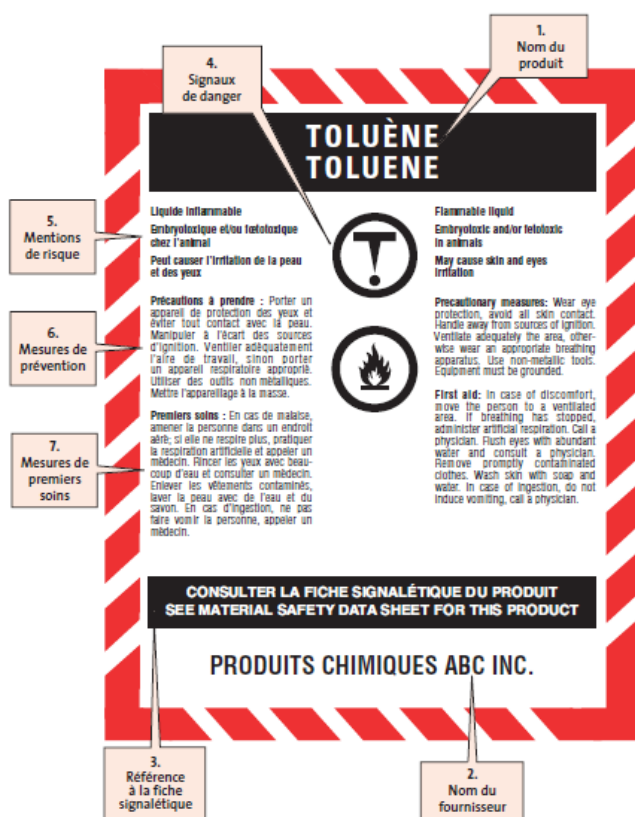 1.
Nom du
produit
4.
Signaux
de danger
TOLUÈNE
TOLUENE
5.
Mentions
de risque
Liquide inflammable
Embryotoxique et/ou fœtotoxique
chez l'animal
Peut causer l'irritation de la peau
et des yeux
Flammable liquid
Embryotoxic and/or fetotoxic
in animals
May cause skin and eyes
irritation
6.
Mesures de
prévention
Précautions à prendre : Porter un
appareil de protection des yeux et
éviter tout contact avec la peau.
Manipuler à l'écart des sources
d'ignition. Ventiler adéquatement
l'aire de travail, sinon porter
un appareil respiratoire approprié.
Utiliser des outils non métalliques.
Mettre l'appareillage à la masse.
Precautionary measures: Wear eye
protection, avoid all skin contact.
Handle away from sources of ignition.
Ventilate adequately the area, other-
wise wear an appropriate breathing
apparatus. Use non-metallic tools.
Equipment must be grounded.
7.
Mesures de
premiers
soins
Premiers soins : En cas de malaise,
amener la personne dans un endroit
aéré; si elle ne respire plus, pratiquer
la respiration artificielle et appeler un
médecin. Rincer les yeux avec beau-
coup d'eau et consulter un médecin.
Enlever les vêtements contaminés,
laver la peau avec de l'eau et du
savon. En cas d'ingestion, ne pas
faire vomir la personne, appeler un
médecin.
First aid: In case of discomfort,
move the person to a ventilated
area. If breathing has stopped,
administer artificial respiration. Call a
physician. Flush eyes with abundant
water and consult a physician.
Remove promptly contaminated
clothes. Wash skin with soap and
water. In case of ingestion, do not
induce vomiting, call a physician.
CONSULTER LA FICHE SIGNALÉTIQUE DU PRODUIT
SEE MATERIAL SAFETY DATA SHEET FOR THIS PRODUCT
PRODUITS CHIMIQUES ABC INC.
3.
Référence
à la fiche
signalétique
2.
Nom du
fournisseur